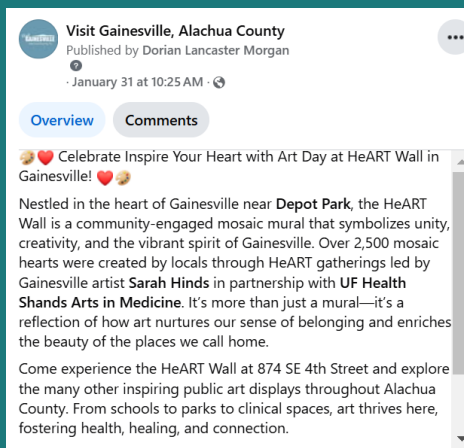 Visit Gainesville, Alachua County
Published by Dorian Lancaster Morgan
· January 31 at 10:25 AM ·
Overview
Comments
Celebrate Inspire Your Heart with Art Day at HeART Wall in
Gainesville!
Nestled in the heart of Gainesville near Depot Park, the HeART
Wall is a community-engaged mosaic mural that symbolizes unity,
creativity, and the vibrant spirit of Gainesville. Over 2,500 mosaic
hearts were created by locals through HeART gatherings led by
Gainesville artist Sarah Hinds in partnership with UF Health
Shands Arts in Medicine. It's more than just a mural—it's a
reflection of how art nurtures our sense of belonging and enriches
the beauty of the places we call home.
Come experience the HeART Wall at 874 SE 4th Street and explore
the many other inspiring public art displays throughout Alachua
County. From schools to parks to clinical spaces, art thrives here,
fostering health, healing, and connection.